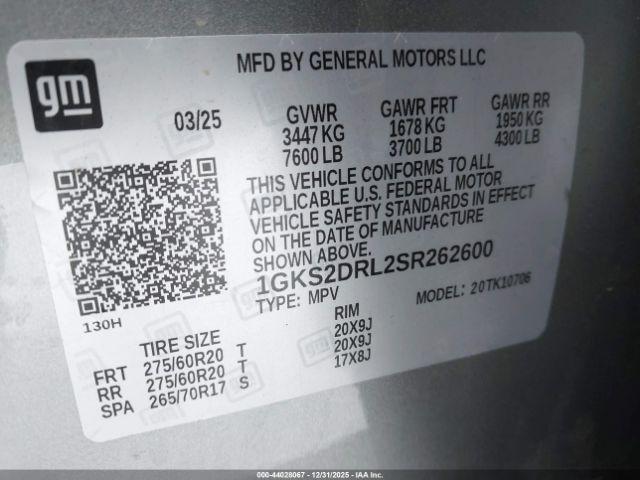 gm
MFD BY GENERAL MOTORS LLC
03/25
GVWR GAWR FRT GAWR RR
3447 KG 1678 KG 1950 KG
7600 LB 3700 LB 4300 LB
THIS VEHICLE CONFORMS TO ALL
APPLICABLE U.S. FEDERAL MOTOR
VEHICLE SAFETY STANDARDS IN EFFECT
ON THE DATE OF MANUFACTURE
SHOWN ABOVE.
1GKS2DRL2SR262600
TYPE: MPV MODEL: 20TK10706
130H
TIRE SIZE RIM
FRT 275/60R20 T 20X9J
RR 275/60R20 T 20X9J
SPA 265/70R17 S 17X8J
000-44028067 - 12/31/2025 - IAA Inc.